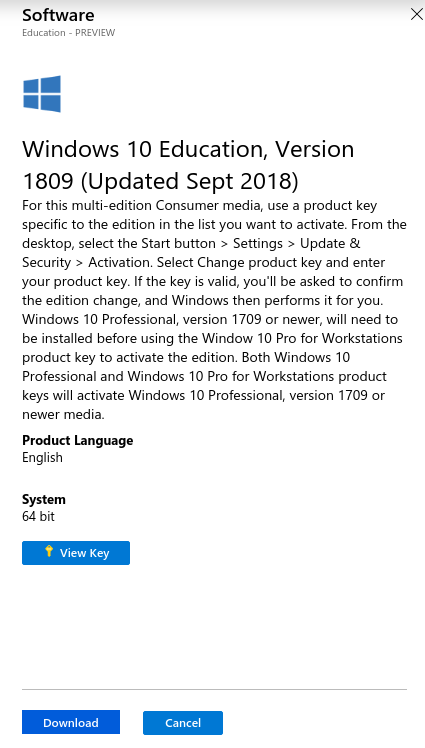 Software
Education - PREVIEW
Windows 10 Education, Version
1809 (Updated Sept 2018)
For this multi-edition Consumer media, use a product key
specific to the edition in the list you want to activate. From the
desktop, select the Start button > Settings > Update &
Security > Activation. Select Change product key and enter
your product key. If the key is valid, you'll be asked to confirm
the edition change, and Windows then performs it for you.
Windows 10 Professional, version 1709 or newer, will need to
be installed before using the Window 10 Pro for Workstations
product key to activate the edition. Both Windows 10
Professional and Windows 10 Pro for Workstations product
keys will activate Windows 10 Professional, version 1709 or
newer media.
Product Language
English
System
64 bit
View Key
Download
Cancel